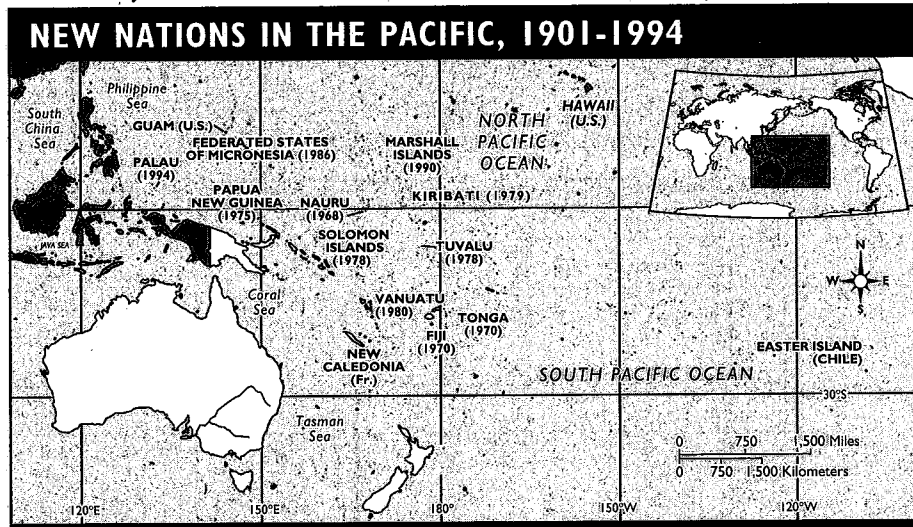 NEW NATIONS IN THE PACIFIC, 1901-1994
Philippine
Sea
South
China
Sea
GUAM (U.S.)
HAWAII
(U.S.)
NORTH
PACIFIC
OCEAN
FEDERATED STATES
OF MICRONESIA (1986)
MARSHALL
ISLANDS
(1990)
PALAU
(1994)
PAPUA
NEW GUINEA
(1975)
NAURU
(1968)
KIRIBATI (1979)
JAVA SEA
SOLOMON
ISLANDS
(1978)
TUVALU
(1978)
N
W
E
S
Coral
Sea
VANUATU
(1980)
TONGA
(1970)
FIJI
(1970)
NEW
CALEDONIA
(Fr.)
EASTER ISLAND
(CHILE)
SOUTH PACIFIC OCEAN
30°S
Tasman
Sea
0 750 1,500 Miles
0 750 1,500 Kilometers
120°E
150°E
180°
150°W
120°W